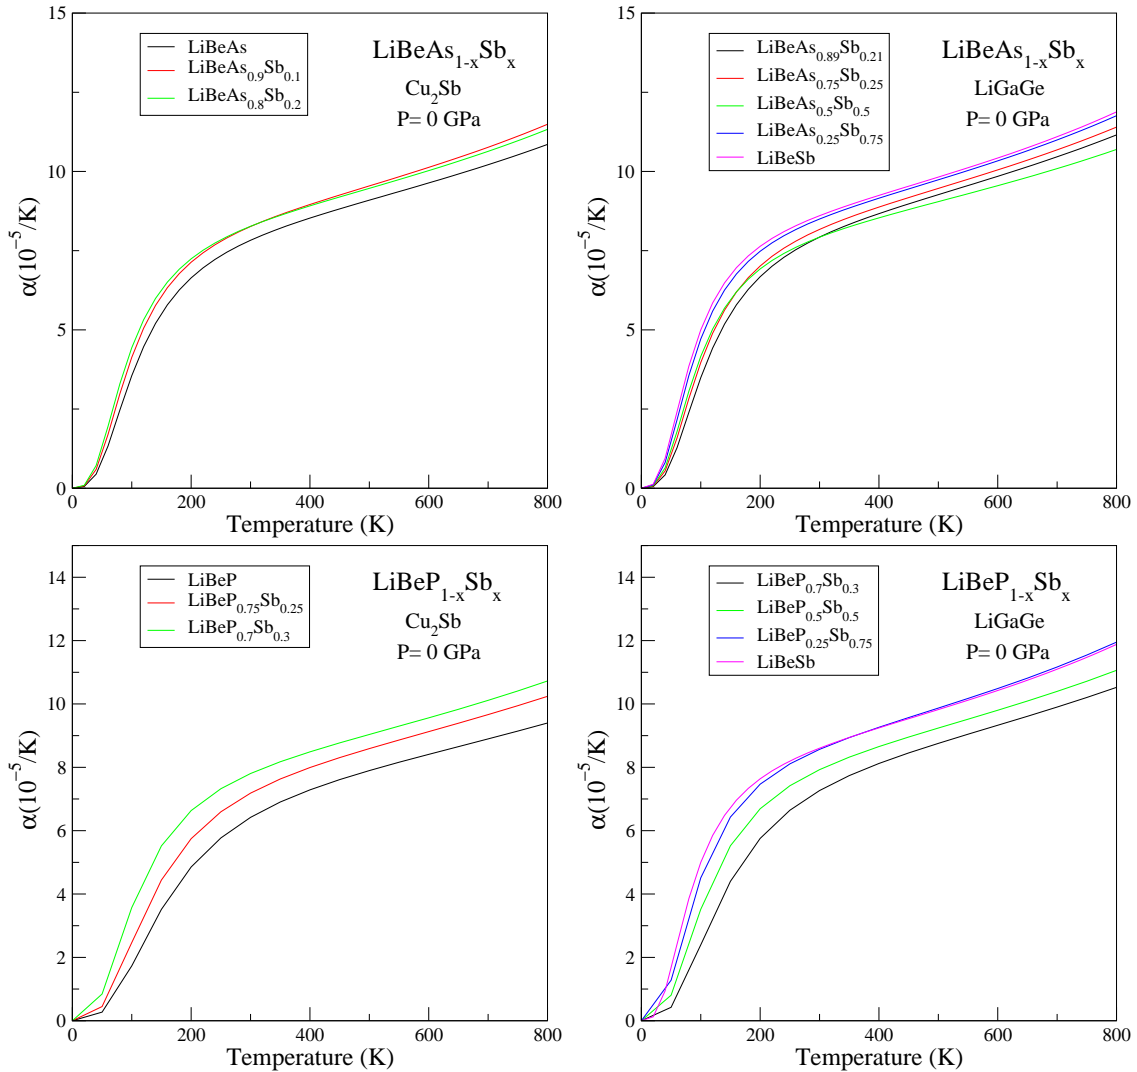 15
10
5
0
α(10⁻⁵/K)
LiBeAs
LiBeAs₀.₉Sb₀.₁
LiBeAs₀.₈Sb₀.₂
LiBeAs₁₋ₓSbₓ
Cu₂Sb
P= 0 GPa
0 200 400 600 800
Temperature (K)
15
10
5
0
α(10⁻⁵/K)
LiBeAs₀.₈₉Sb₀.₂₁
LiBeAs₀.₇₅Sb₀.₂₅
LiBeAs₀.₅Sb₀.₅
LiBeAs₀.₂₅Sb₀.₇₅
LiBeSb
LiBeAs₁₋ₓSbₓ
LiGaGe
P= 0 GPa
0 200 400 600 800
Temperature (K)
14
12
10
8
6
4
2
0
α(10⁻⁵/K)
LiBeP
LiBeP₀.₇₅Sb₀.₂₅
LiBeP₀.₇Sb₀.₃
LiBeP₁₋ₓSbₓ
Cu₂Sb
P= 0 GPa
0 200 400 600 800
Temperature (K)
14
12
10
8
6
4
2
0
α(10⁻⁵/K)
LiBeP₀.₇Sb₀.₃
LiBeP₀.₅Sb₀.₅
LiBeP₀.₂₅Sb₀.₇₅
LiBeSb
LiBeP₁₋ₓSbₓ
LiGaGe
P= 0 GPa
0 200 400 600 800
Temperature (K)